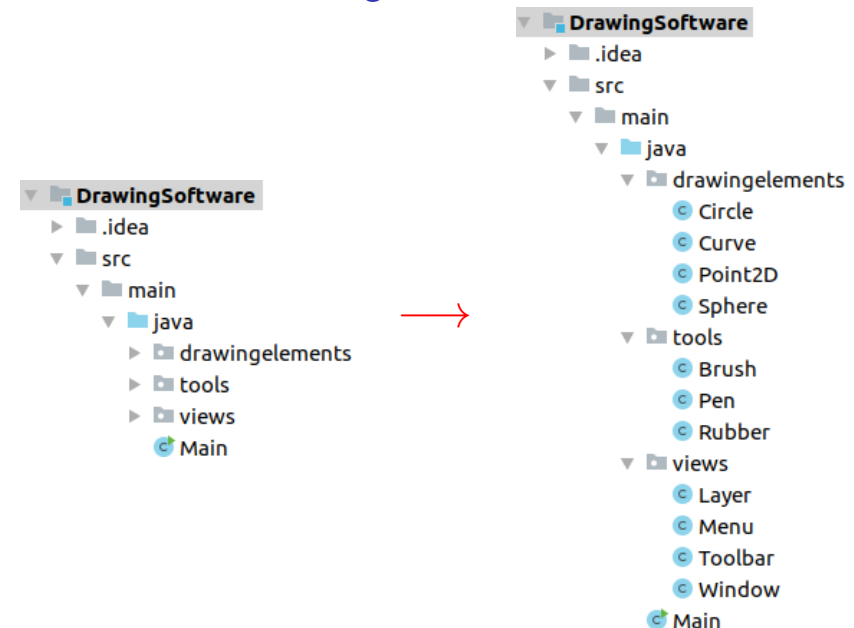 DrawingSoftware
.idea
src
main
java
drawingelements
tools
views
Main
DrawingSoftware
.idea
src
main
java
drawingelements
Circle
Curve
Point2D
Sphere
tools
Brush
Pen
Rubber
views
Layer
Menu
Toolbar
Window
Main